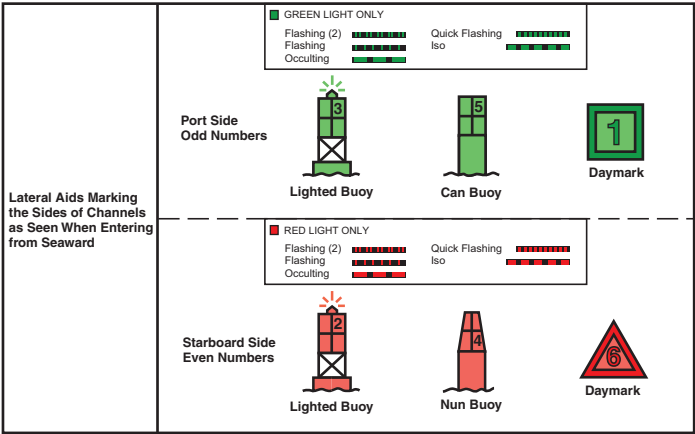 GREEN LIGHT ONLY
Flashing (2)
Quick Flashing
Flashing
Iso
Occulting
Port Side
Odd Numbers
3
5
1
Lighted Buoy
Can Buoy
Daymark
Lateral Aids Marking
the Sides of Channels
as Seen When Entering
from Seaward
RED LIGHT ONLY
Flashing (2)
Quick Flashing
Flashing
Iso
Occulting
Starboard Side
Even Numbers
2
4
6
Lighted Buoy
Nun Buoy
Daymark